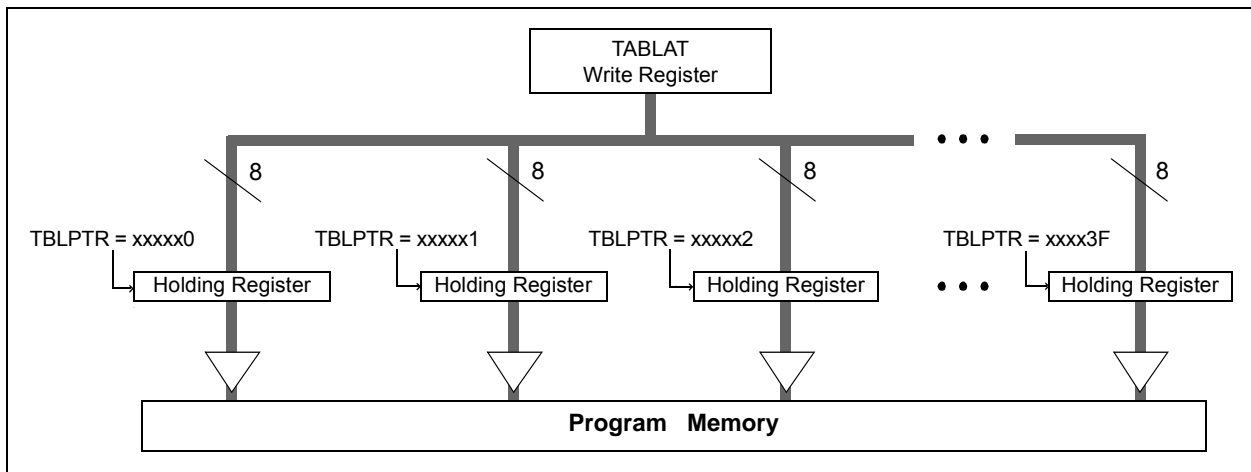 TABLAT
Write Register
8 8 8 8
TBLPTR = xxxxx0 TBLPTR = xxxxx1 TBLPTR = xxxxx2 TBLPTR = xxxx3F
Holding Register Holding Register Holding Register Holding Register
Program Memory